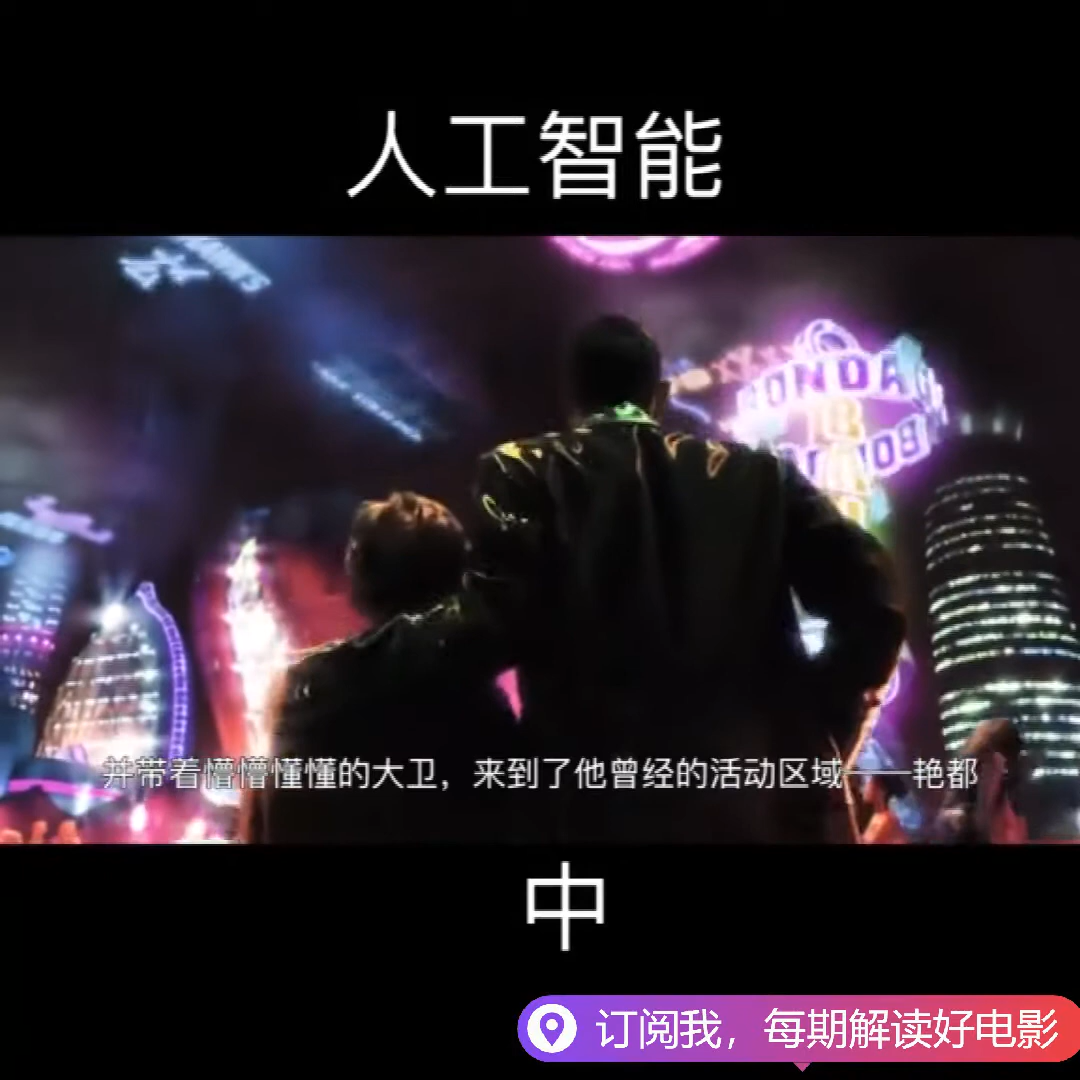 人工智能
并带着懵懵懂懂的大卫，来到了他曾经的活动区域——艳都
中
订阅我，每期解读好电影